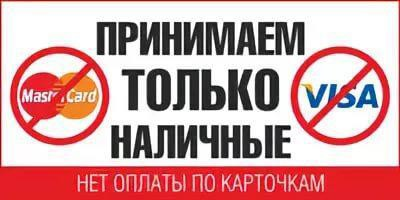 ПРИНИМАЕМ
ТОЛЬКО
НАЛИЧНЫЕ
MasterCard
VISA
НЕТ ОПЛАТЫ ПО КАРТОЧКАМ